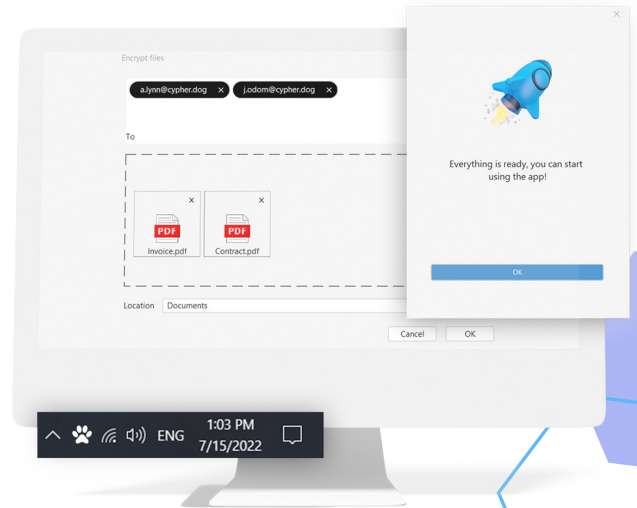 Encrypt files
a.lynn@cypher.dog × j.odom@cypher.dog ×
To
× ×
PDF PDF
Invoice.pdf Contract.pdf
Location Documents
Cancel OK
×
Everything is ready, you can start
using the app!
OK
ENG 1:03 PM
7/15/2022